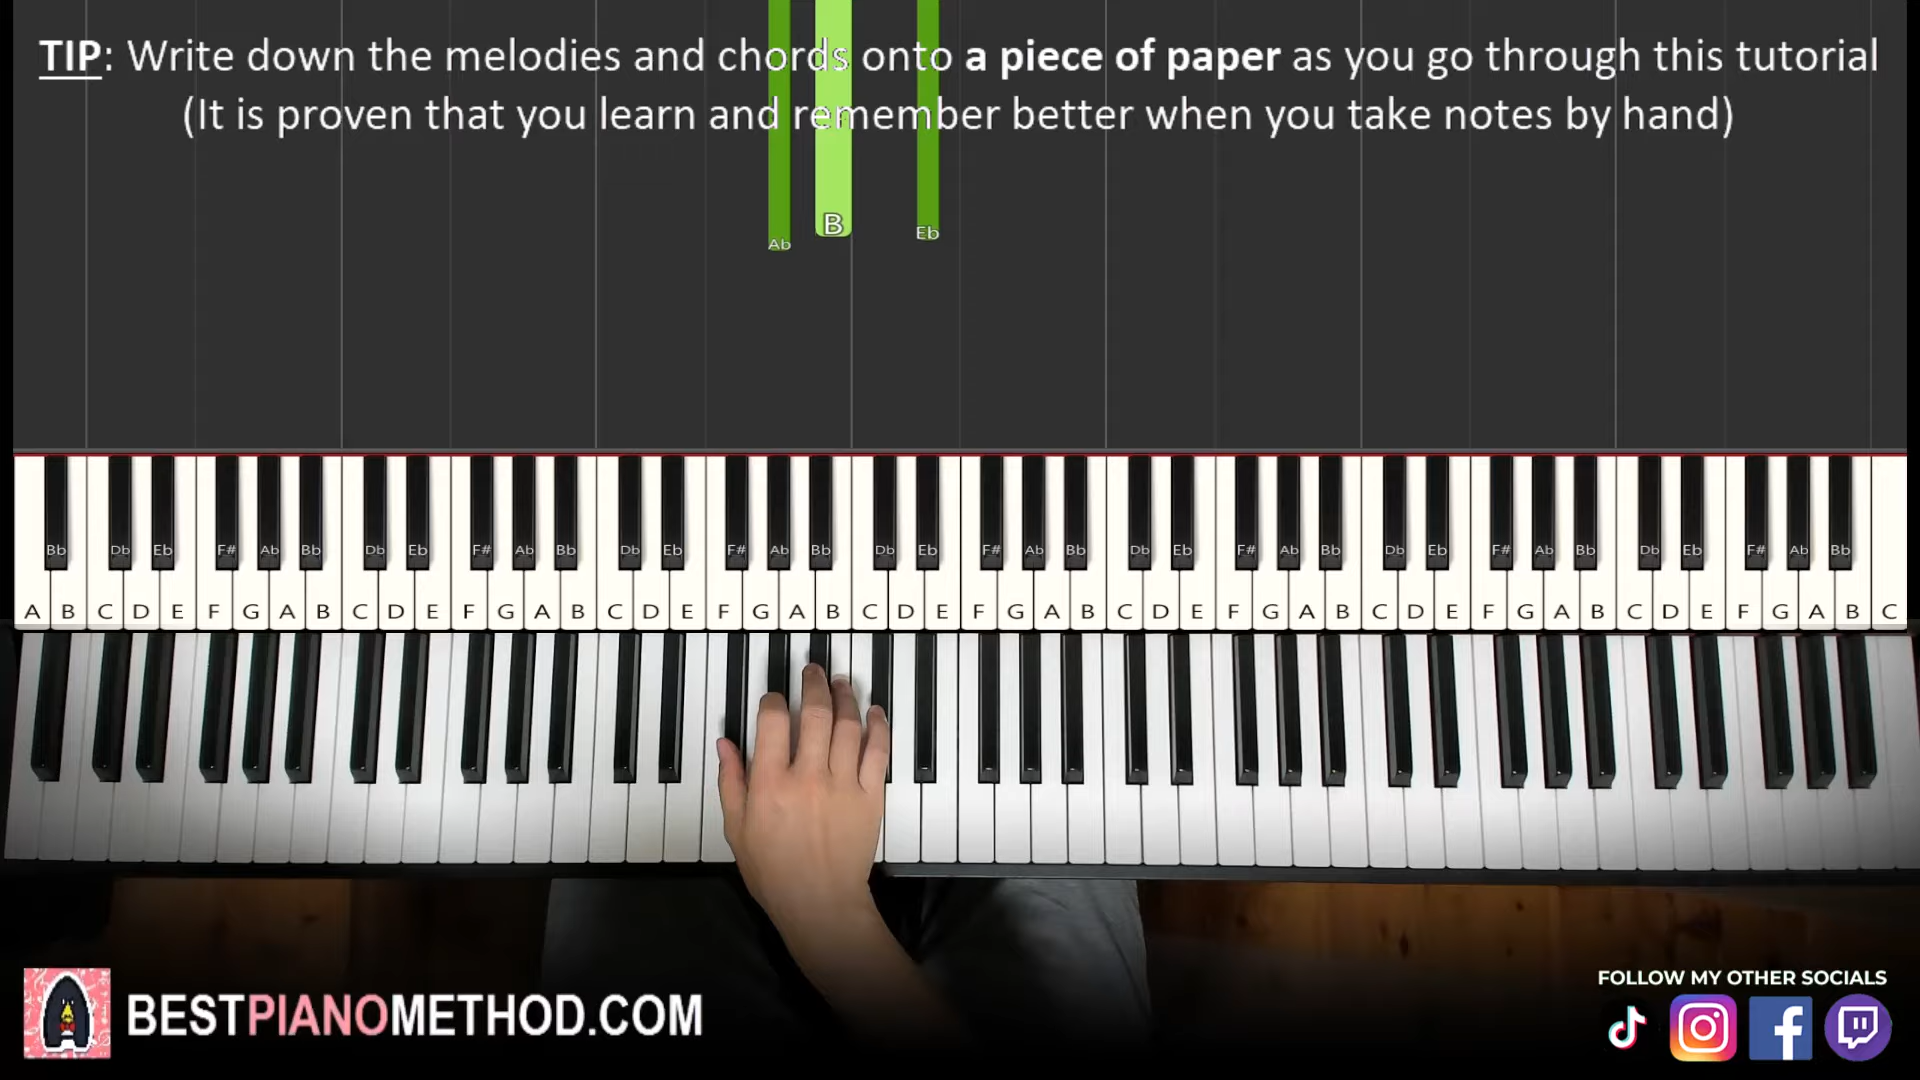 TIP: Write down the melodies and chords onto a piece of paper as you go through this tutorial
(It is proven that you learn and remember better when you take notes by hand)
B
Ab Eb
Bb Db Eb F# Ab Bb Db Eb F# Ab Bb Db Eb F# Ab Bb Db Eb F# Ab Bb Db Eb F# Ab Bb Db Eb F# Ab Bb Db Eb F# Ab Bb
A B C D E F G A B C D E F G A B C D E F G A B C D E F G A B C D E F G A B C D E F G A B C D E F G A B C
FOLLOW MY OTHER SOCIALS
BESTPIANOMETHOD.COM